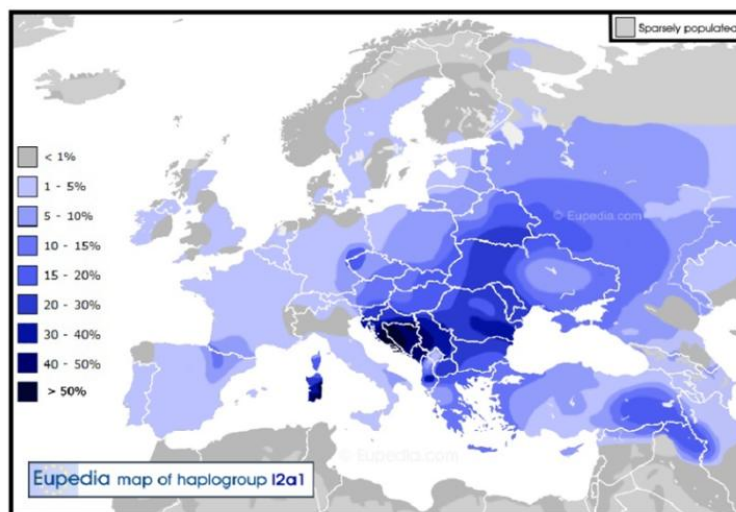 Sparsely populated
< 1%
1 - 5%
5 - 10%
10 - 15%
15 - 20%
20 - 30%
30 - 40%
40 - 50%
> 50%
© Eupedia.com
© Eupedia.com
Eupedia map of haplogroup I2a1